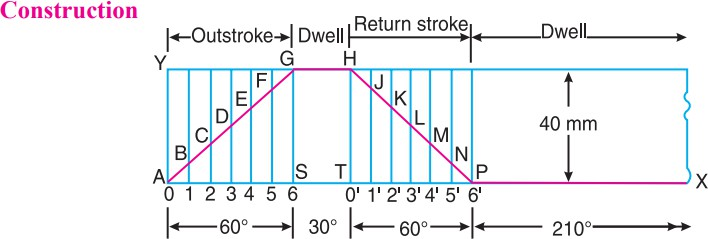 Construction
Outstroke Dwell Return stroke Dwell
Y G H
F J
E K
D L 40 mm
C M
B N
A S T P X
0 1 2 3 4 5 6 0' 1' 2' 3' 4' 5' 6'
60° 30° 60° 210°